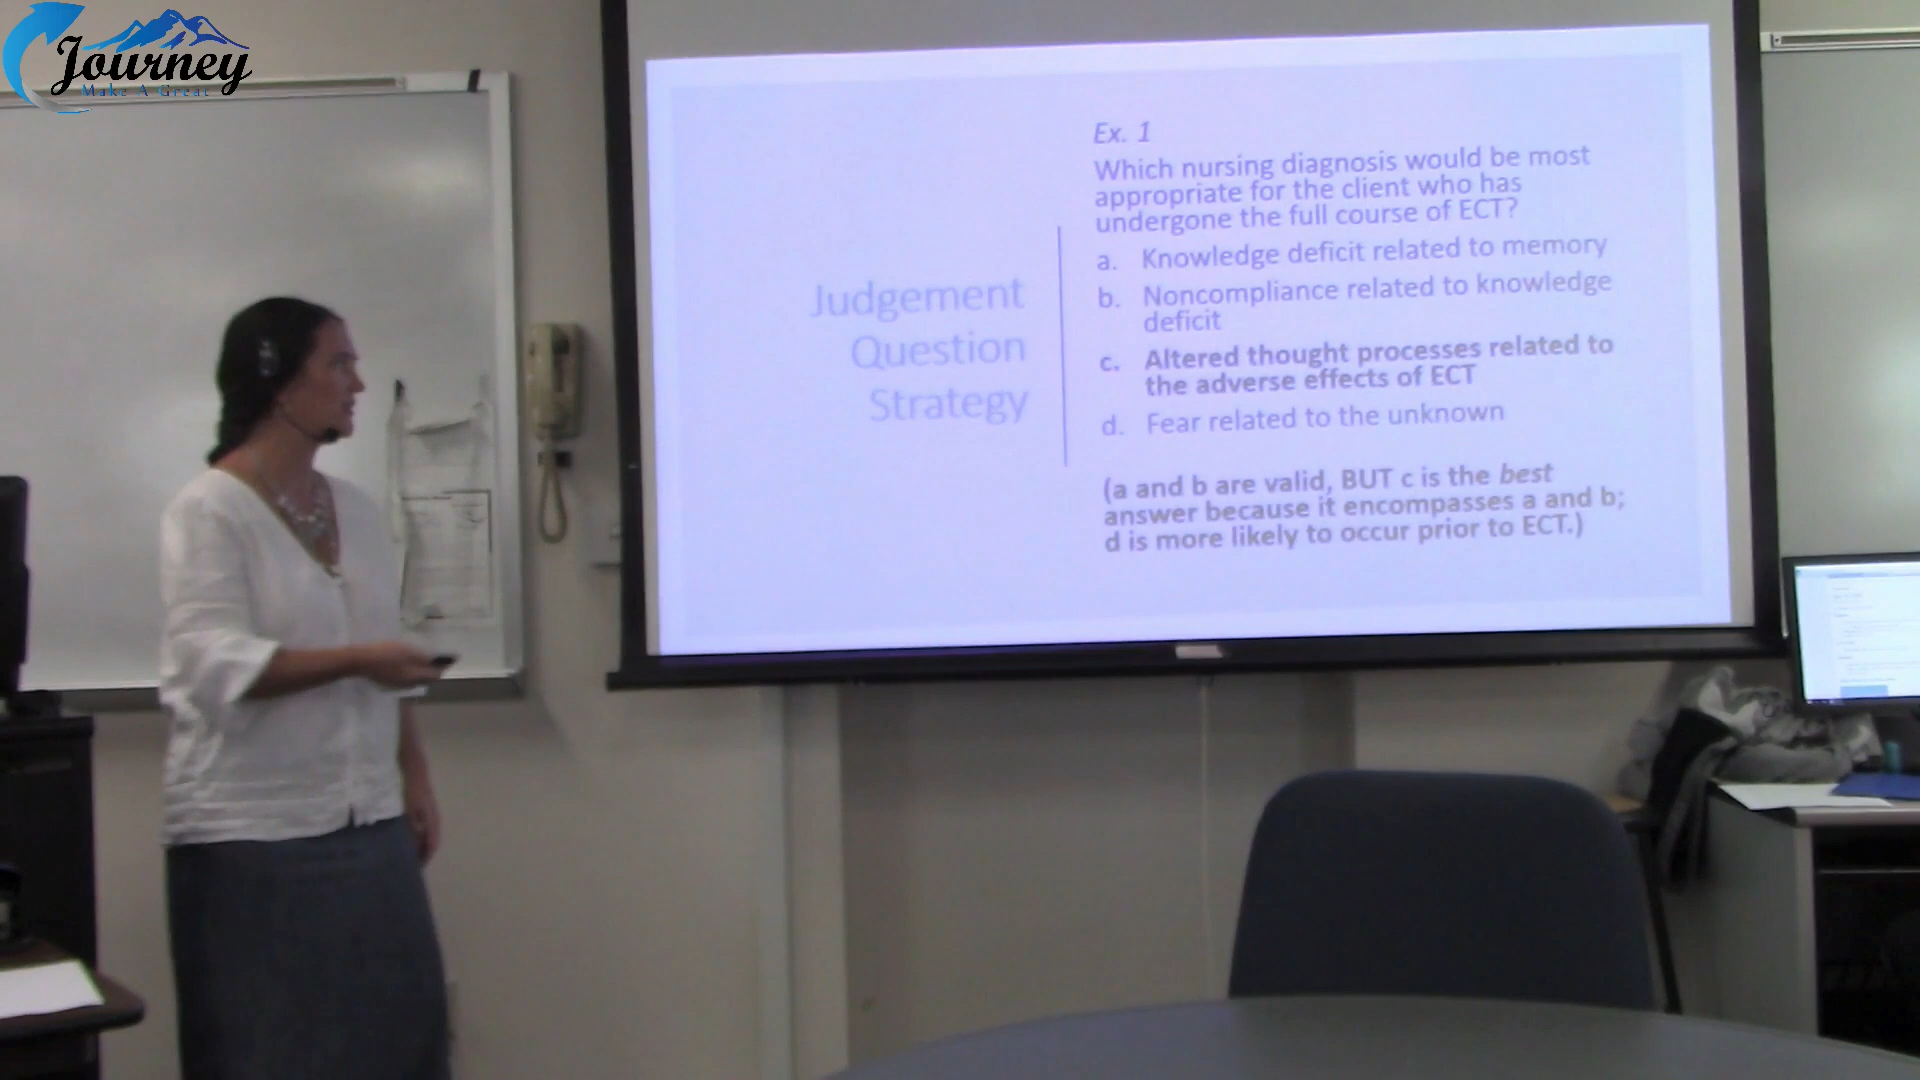 Journey
Make A Great
Judgement
Question
Strategy
Ex. 1
Which nursing diagnosis would be most
appropriate for the client who has
undergone the full course of ECT?
a. Knowledge deficit related to memory
b. Noncompliance related to knowledge
deficit
c. Altered thought processes related to
the adverse effects of ECT
d. Fear related to the unknown
(a and b are valid, BUT c is the best
answer because it encompasses a and b;
d is more likely to occur prior to ECT.)